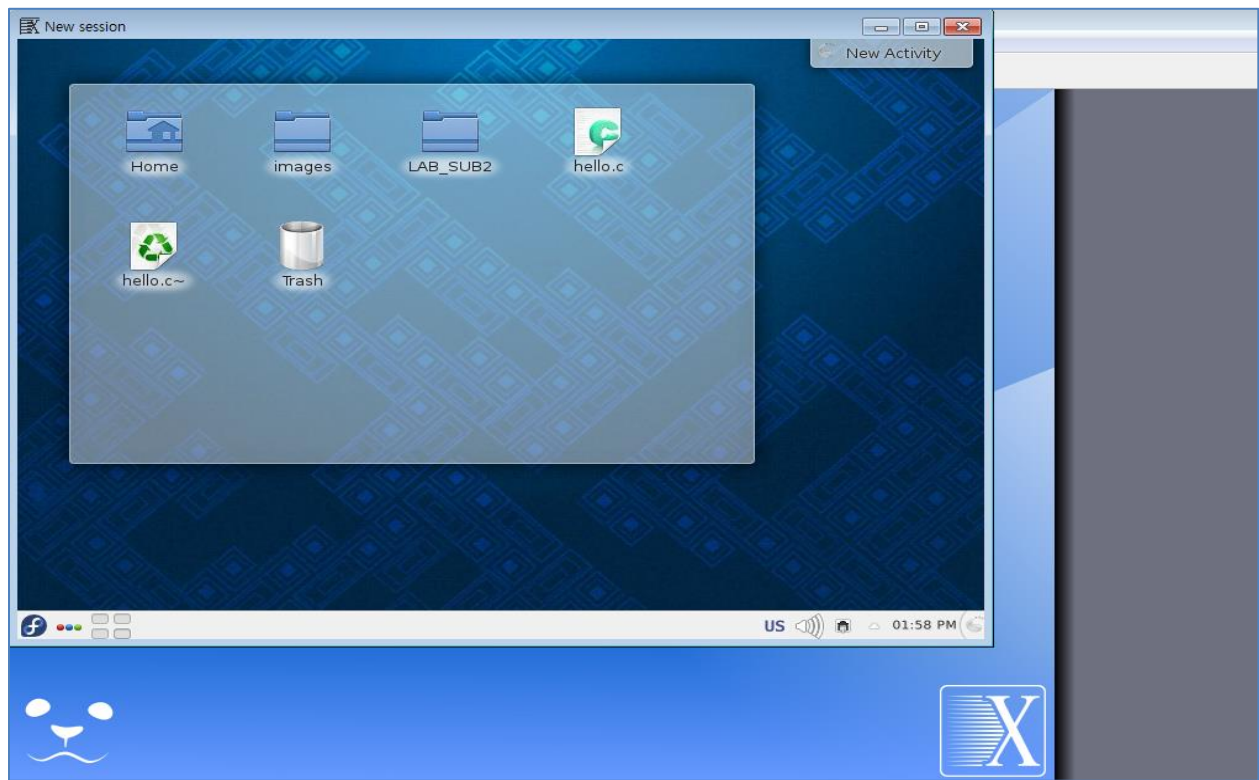 New session
New Activity
Home images LAB_SUB2 hello.c
hello.c~ Trash
US 01:58 PM
X